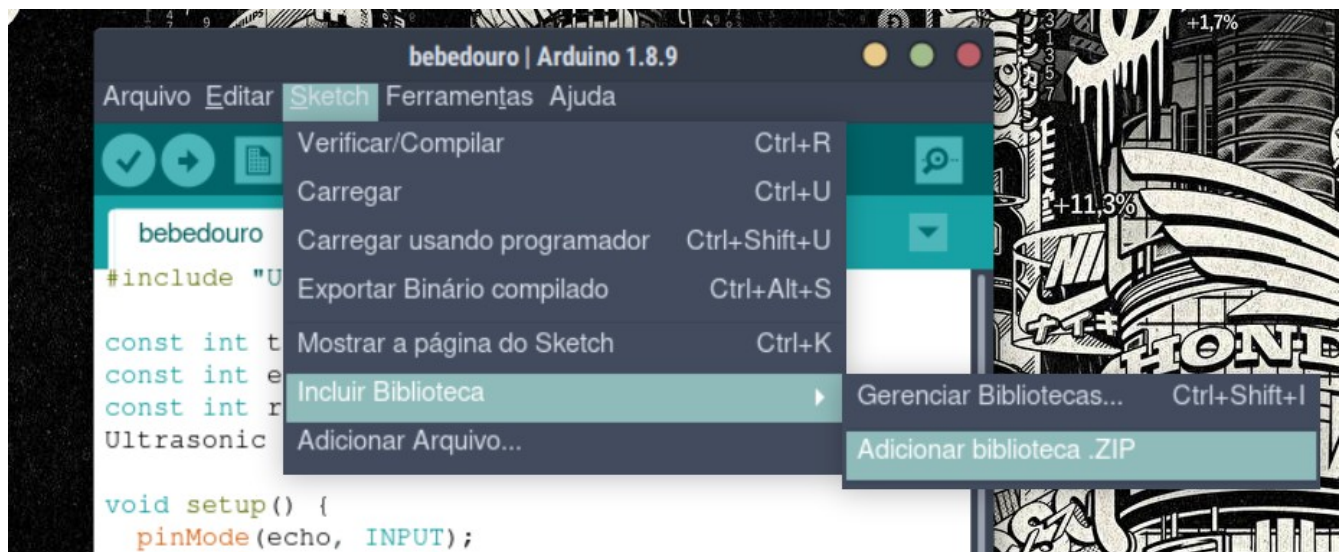 +1,7%
bebedouro | Arduino 1.8.9
Arquivo Editar Sketch Ferramentas Ajuda
Verificar/Compilar Ctrl+R
Carregar Ctrl+U
bebedouro
Carregar usando programador Ctrl+Shift+U
+11,3%
#include "U
Exportar Binário compilado Ctrl+Alt+S
const int t
Mostrar a página do Sketch Ctrl+K
const int e
Incluir Biblioteca
Gerenciar Bibliotecas... Ctrl+Shift+I
const int r
Ultrasonic
Adicionar Arquivo...
Adicionar biblioteca .ZIP
void setup() {
pinMode(echo, INPUT);